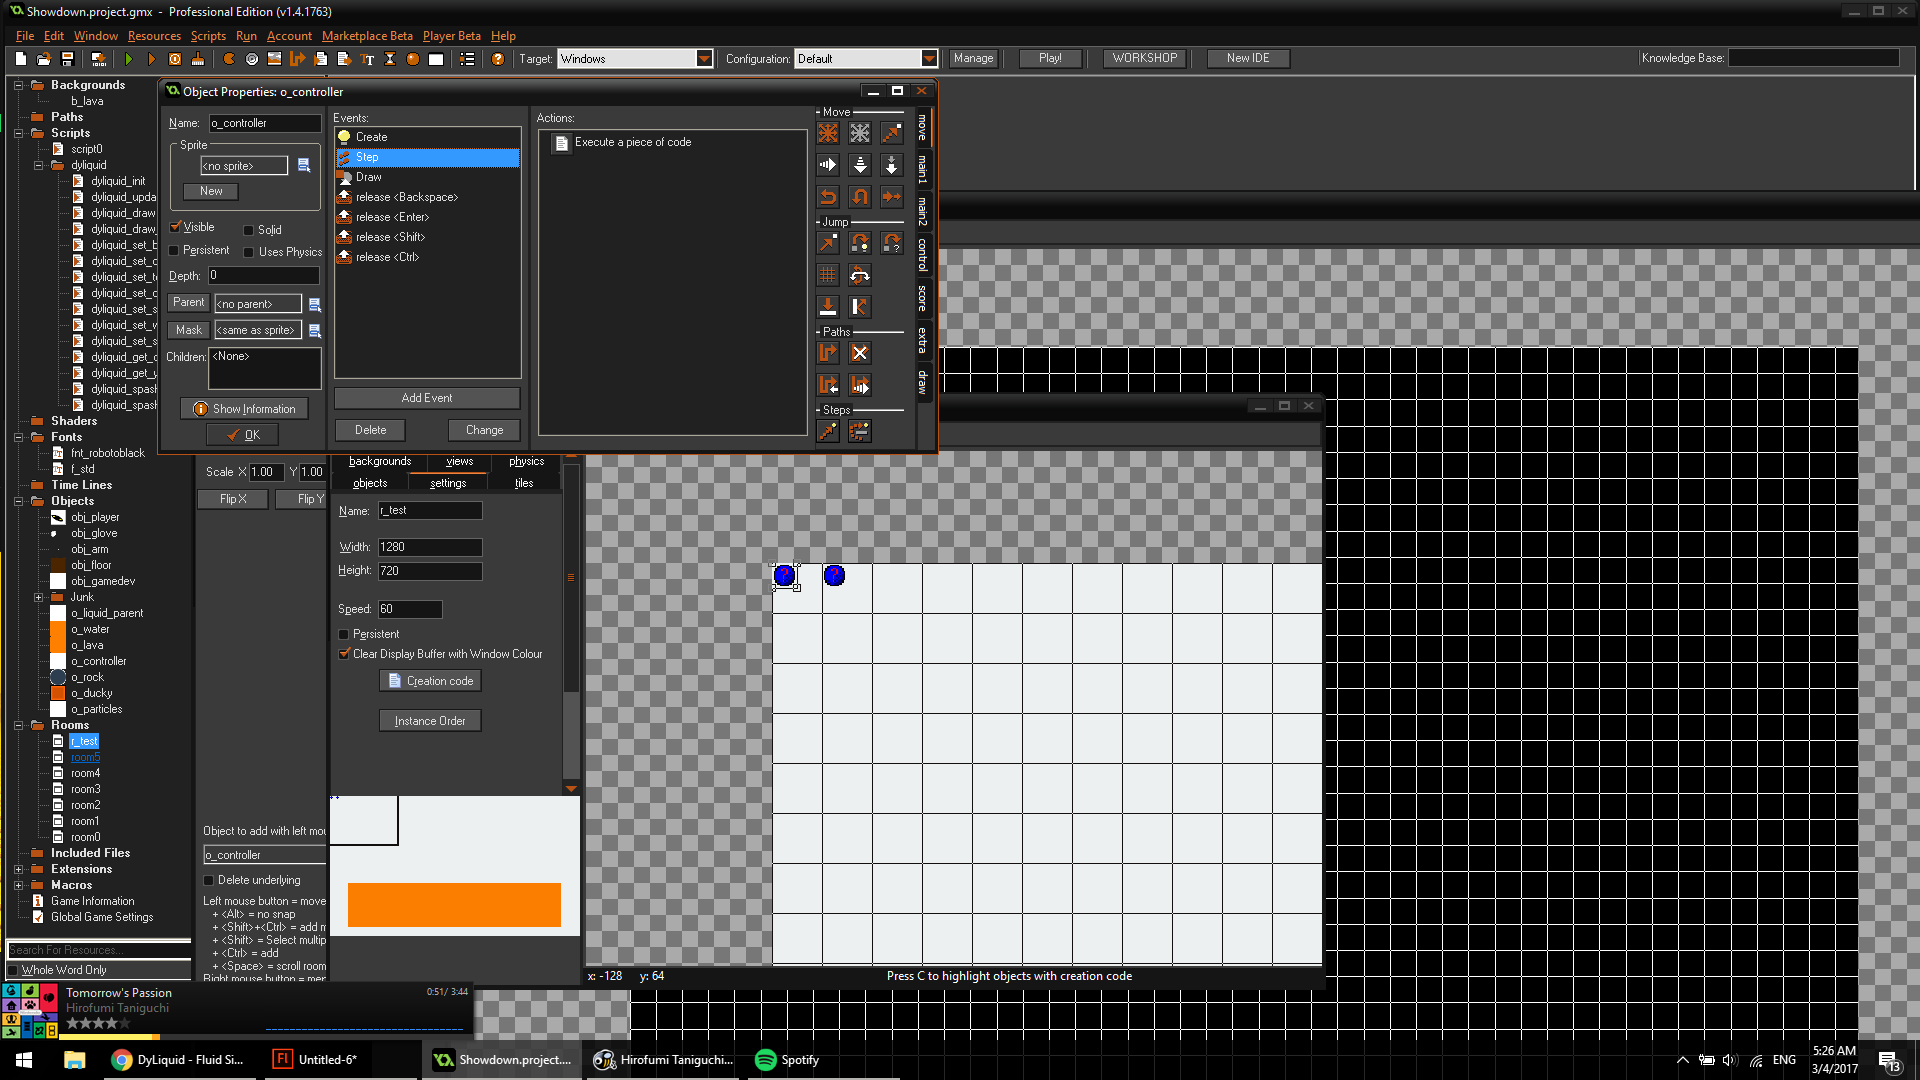 Showdown.project.gmx - Professional Edition (v1.4.1763)
File Edit Window Resources Scripts Run Account Marketplace Beta Player Beta Help
Target: Windows Configuration: Default Manage Play! WORKSHOP New IDE Knowledge Base:
Backgrounds
b_lava
Paths
Scripts
script0
dyliquid
dyliquid_init
dyliquid_upda
dyliquid_draw
dyliquid_draw_
dyliquid_set_b
dyliquid_set_c
dyliquid_set_t
dyliquid_set_c
dyliquid_set_s
dyliquid_set_w
dyliquid_set_s
dyliquid_get_c
dyliquid_get_y
dyliquid_spash
dyliquid_spash
Shaders
Fonts
fnt_robotoblack
f_std
Time Lines
Objects
obj_player
obj_glove
obj_arm
obj_floor
obj_gamedev
Junk
o_liquid_parent
o_water
o_lava
o_controller
o_rock
o_ducky
o_particles
Rooms
r_test
room5
room4
room3
room2
room1
room0
Included Files
Extensions
Macros
Game Information
Global Game Settings
Search For Resources...
Whole Word Only
Object Properties: o_controller
Name: o_controller
Sprite
<no sprite>
New
Visible Solid
Persistent Uses Physics
Depth: 0
Parent <no parent>
Mask <same as sprite>
Children: <None>
Show Information
OK
Events:
Create
Step
Draw
release <Backspace>
release <Enter>
release <Shift>
release <Ctrl>
Add Event
Delete Change
Actions:
Execute a piece of code
Move
Jump
Paths
Steps
move
main1
main2
control
score
extra
draw
Scale X 1.00 Y 1.00
Flip X Flip Y
Object to add with left mou
o_controller
Delete underlying
Left mouse button = move
+ <Alt> = no snap
+ <Shift>+<Ctrl> = add m
+ <Shift> = Select multip
+ <Ctrl> = add
+ <Space> = scroll room
Right mouse button = men
backgrounds views physics
objects settings tiles
Name: r_test
Width: 1280
Height: 720
Speed: 60
Persistent
Clear Display Buffer with Window Colour
Creation code
Instance Order
x: -128 y: 64 Press C to highlight objects with creation code
Tomorrow's Passion 0:51/ 3:44
Hirofumi Taniguchi
DyLiquid - Fluid Si... Untitled-6* Showdown.project.... Hirofumi Taniguchi... Spotify
ENG
5:26 AM
3/4/2017
13